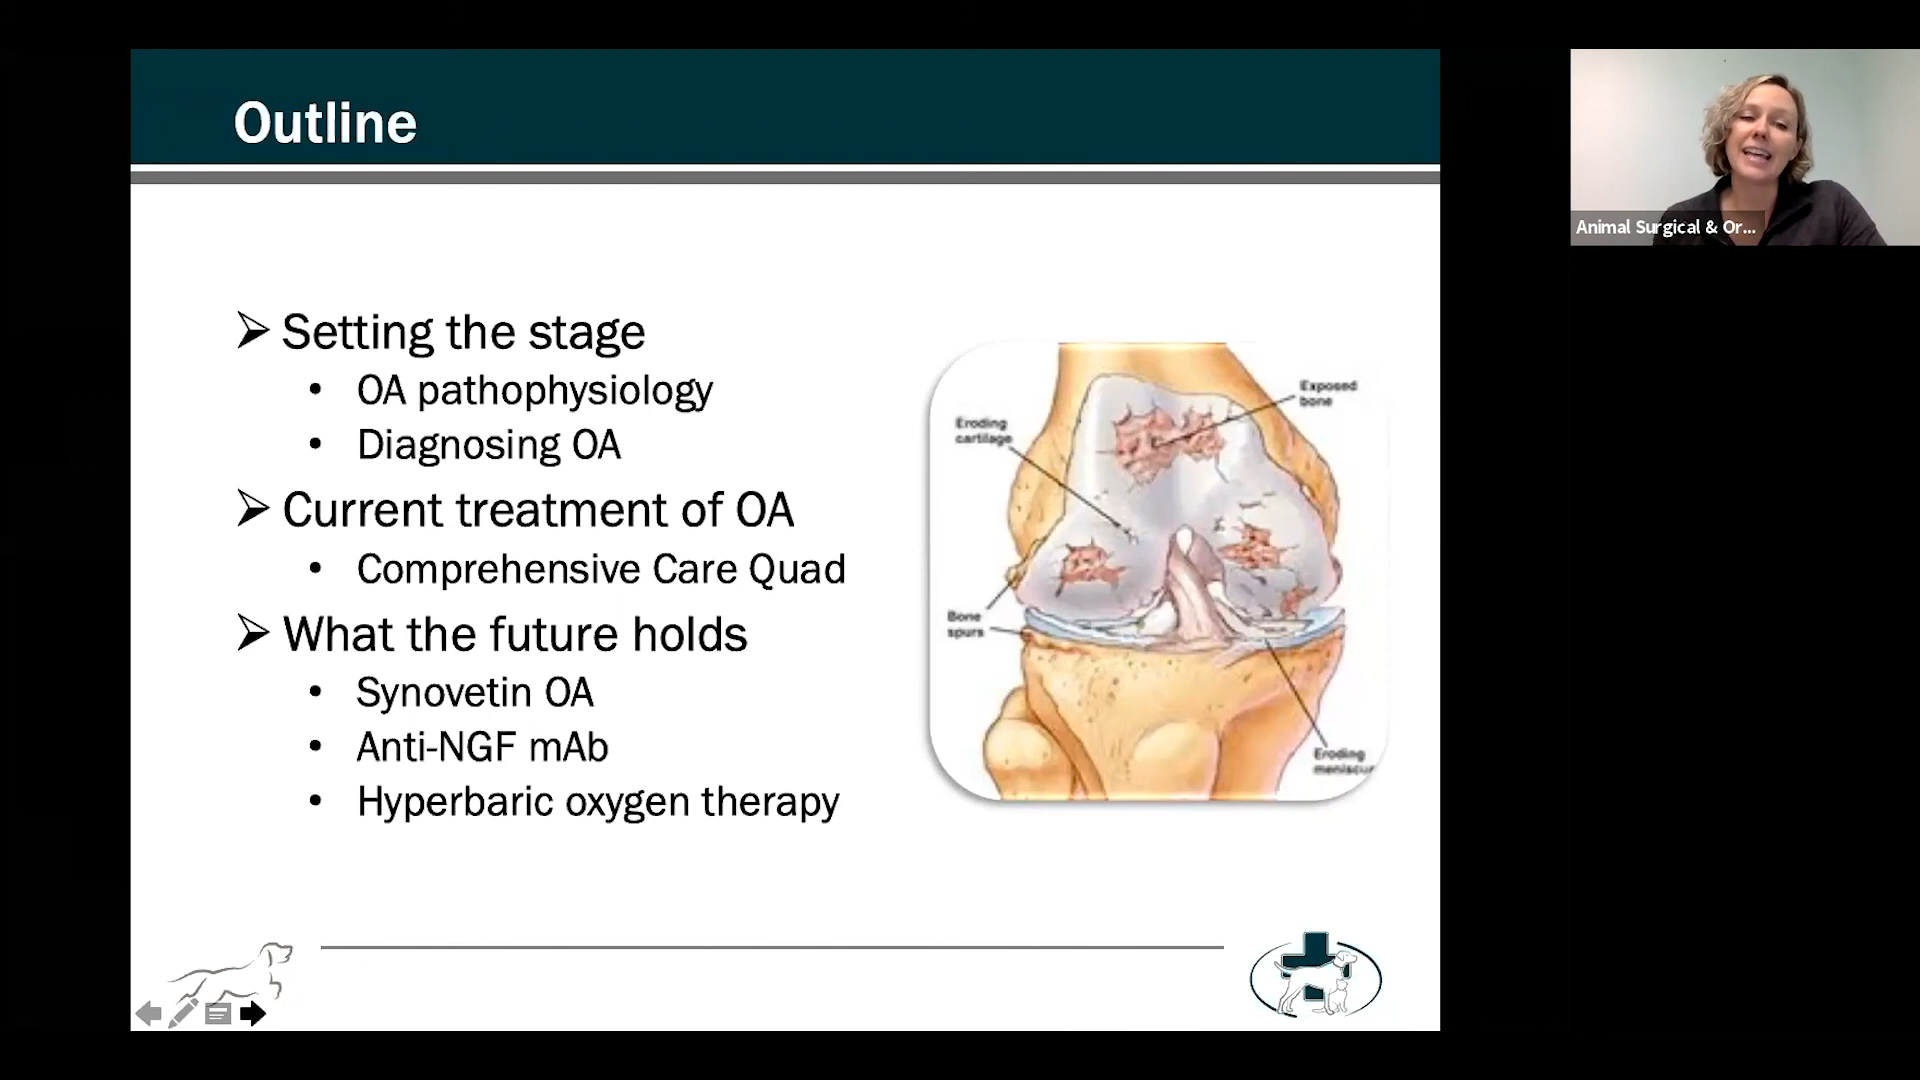 Outline
Setting the stage
OA pathophysiology
Diagnosing OA
Current treatment of OA
Comprehensive Care Quad
What the future holds
Synovetin OA
Anti-NGF mAb
Hyperbaric oxygen therapy
Exposed
bone
Eroding
cartilage
Bone
spurs
Eroding
meniscus
Animal Surgical & Or...